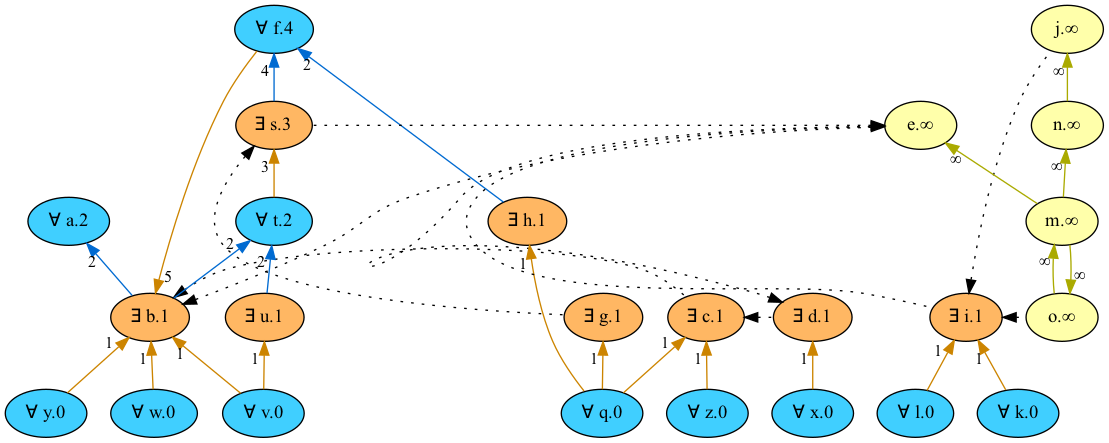 ∀ f.4
j.∞
4
2
∞
∃ s.3
e.∞
n.∞
3
∞
∞
∀ a.2
∀ t.2
∃ h.1
m.∞
2
2
2
1
∞
∞
5
∃ b.1
∃ u.1
∃ g.1
∃ c.1
∃ d.1
∃ i.1
o.∞
1
1
1
1
1
1
1
1
1
1
∀ y.0
∀ w.0
∀ v.0
∀ q.0
∀ z.0
∀ x.0
∀ l.0
∀ k.0